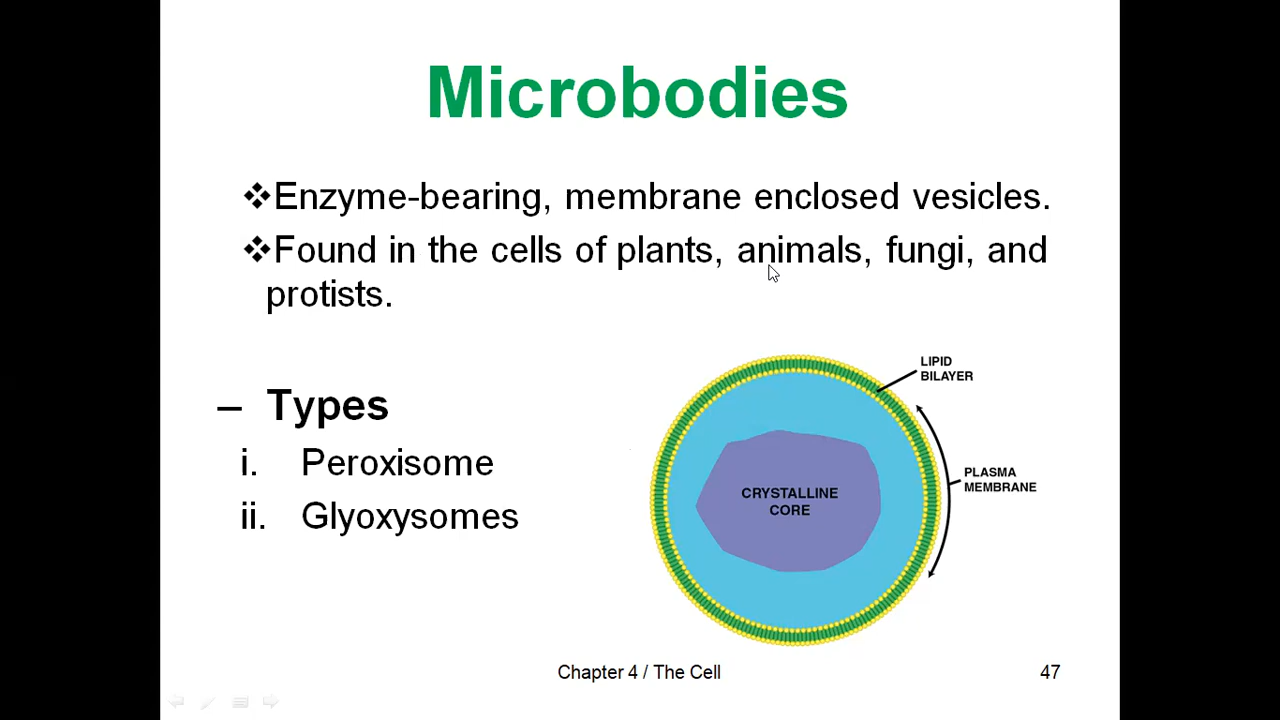 Microbodies
❖Enzyme-bearing, membrane enclosed vesicles.
❖Found in the cells of plants, animals, fungi, and
protists.
– Types
i. Peroxisome
ii. Glyoxysomes
LIPID
BILAYER
PLASMA
MEMBRANE
CRYSTALLINE
CORE
Chapter 4 / The Cell
47